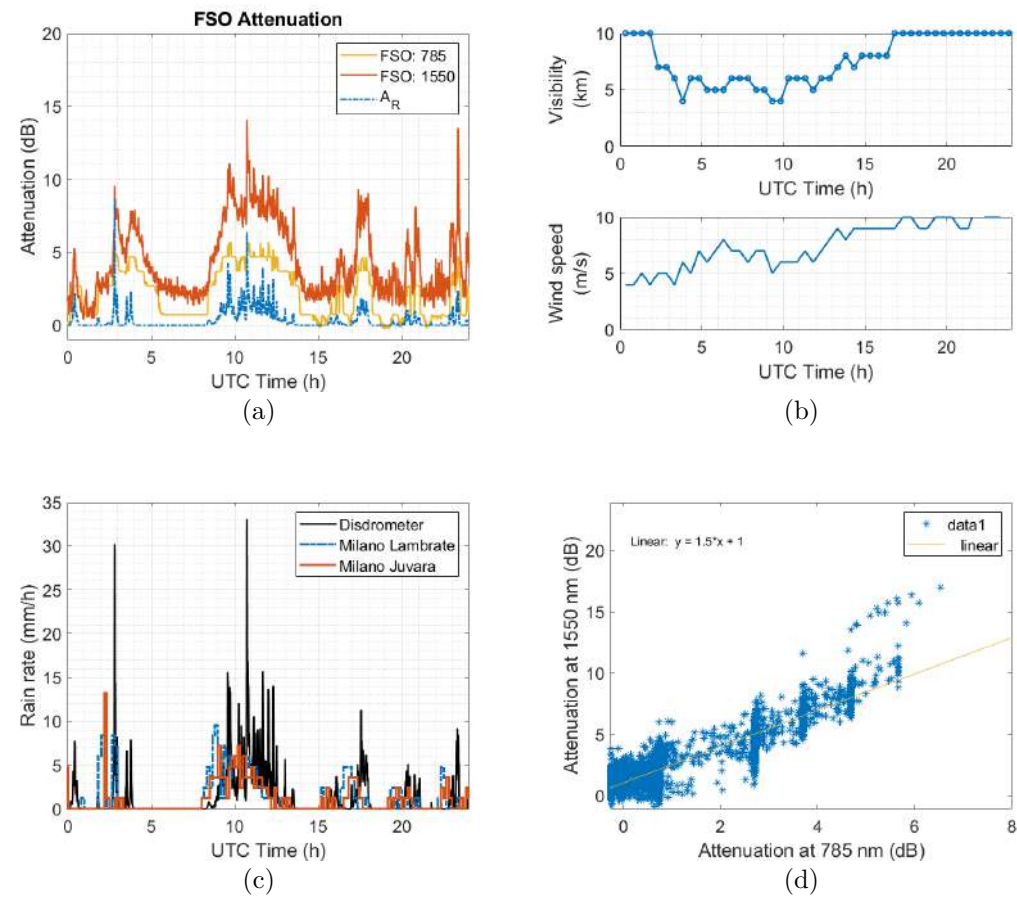 FSO Attenuation
20
15
10
5
0
Attenuation (dB)
FSO: 785
FSO: 1550
A_R
0 5 10 15 20
UTC Time (h)
(a)
10
5
0
Visibility
(km)
0 5 10 15 20
UTC Time (h)
10
5
0
Wind speed
(m/s)
0 5 10 15 20
UTC Time (h)
(b)
35
30
25
20
15
10
5
0
Rain rate (mm/h)
Disdrometer
Milano Lambrate
Milano Juvara
0 5 10 15 20
UTC Time (h)
(c)
20
15
10
5
0
Attenuation at 1550 nm (dB)
Linear: y = 1.5*x + 1
data1
linear
0 2 4 6 8
Attenuation at 785 nm (dB)
(d)